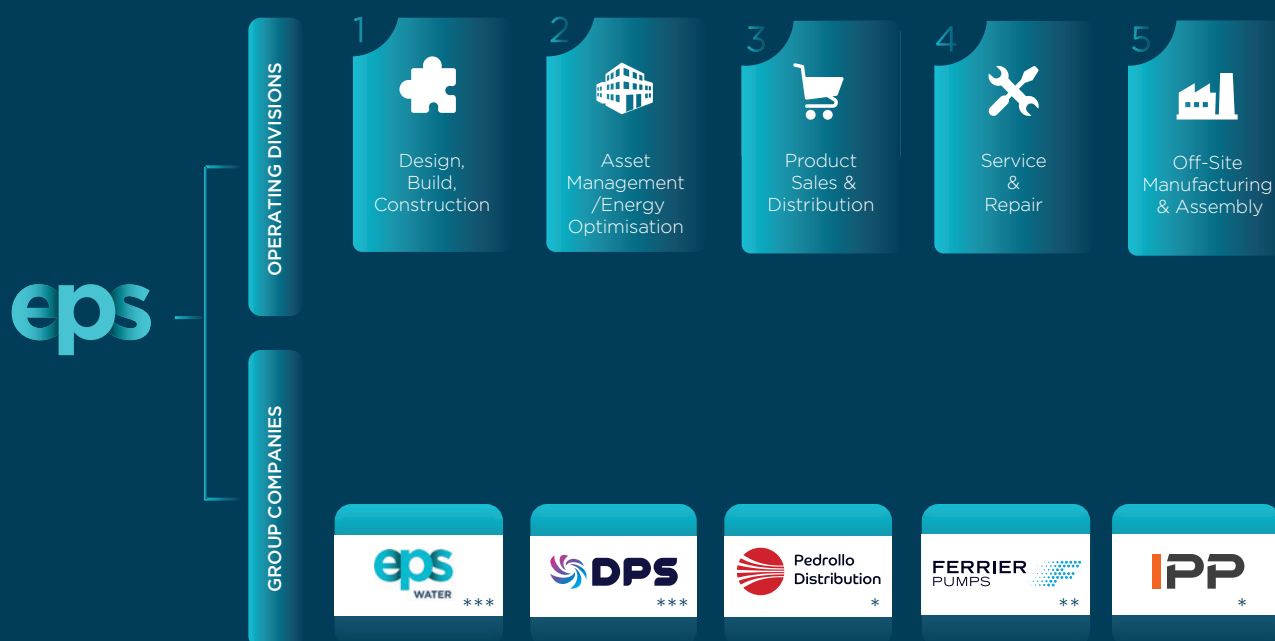 eps
OPERATING DIVISIONS
1
Design,
Build,
Construction
2
Asset
Management
/Energy
Optimisation
3
Product
Sales &
Distribution
4
Service
&
Repair
5
Off-Site
Manufacturing
& Assembly
GROUP COMPANIES
eps
WATER
***
DPS
***
Pedrollo
Distribution
*
FERRIER
PUMPS
**
IPP
*